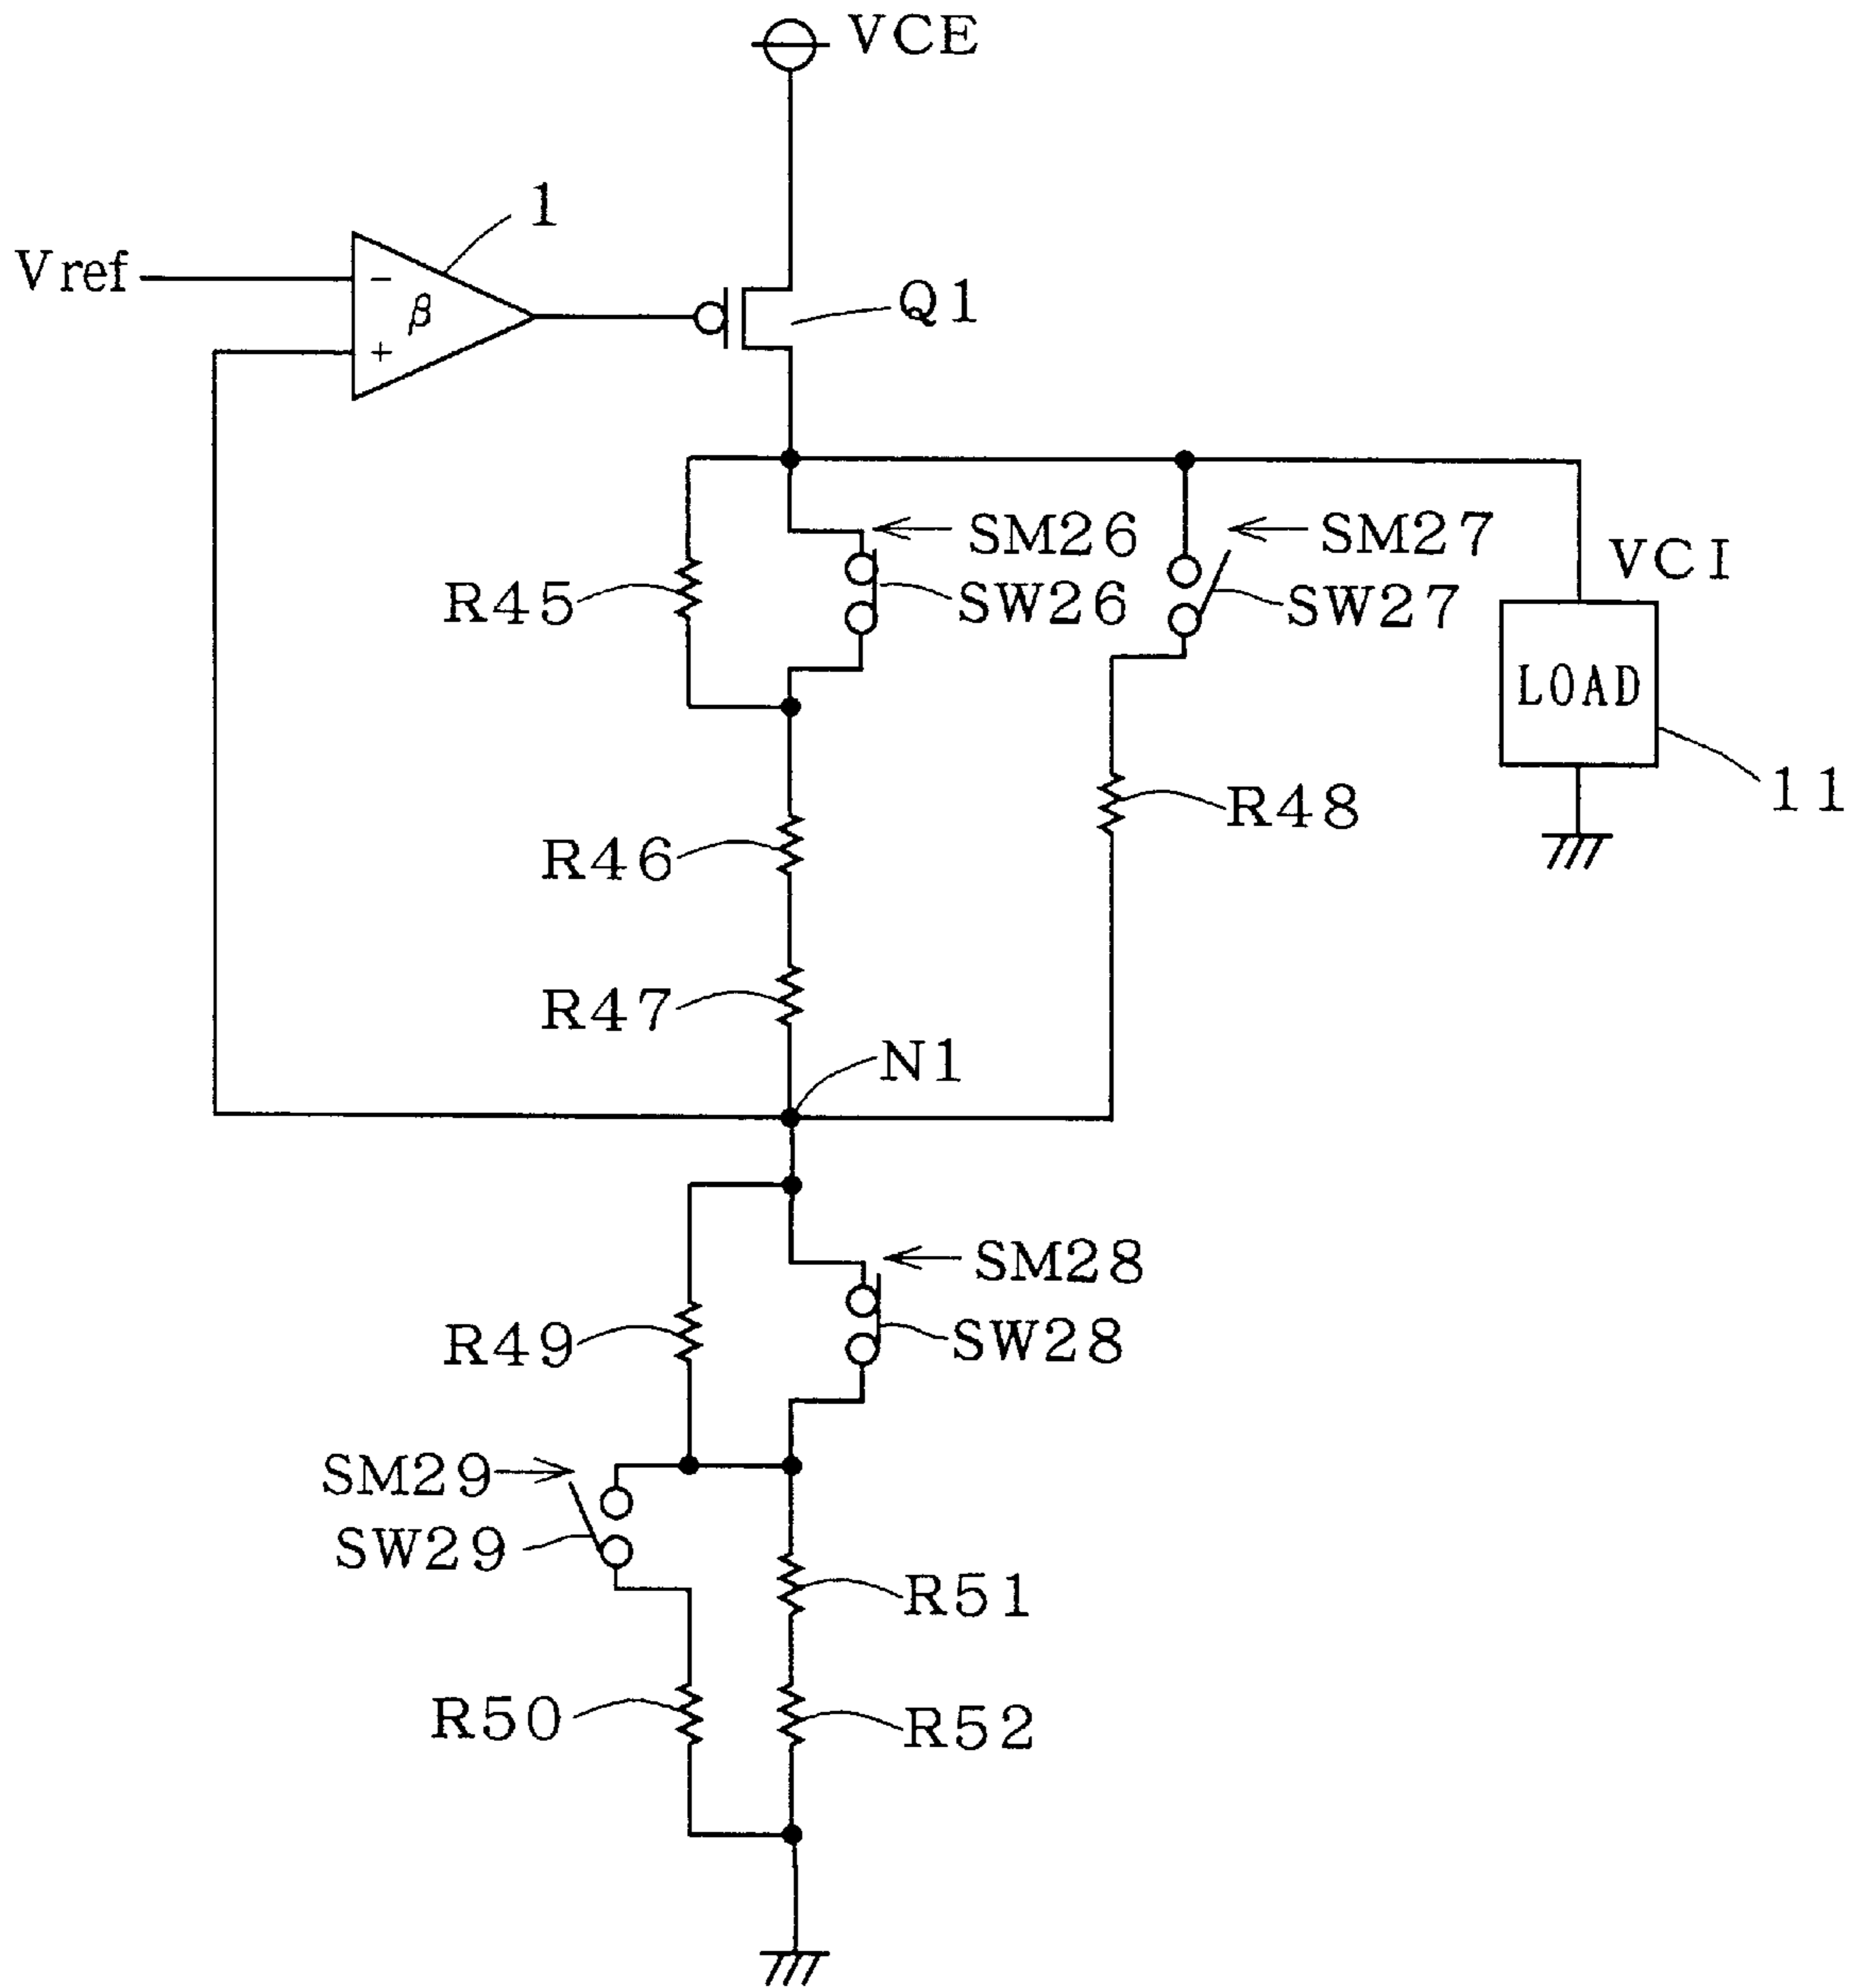 VCE
1
Vref
−
β
+
Q1
SM26
SM27
VCI
R45
SW26
SW27
LOAD
R48
11
R46
R47
N1
SM28
R49
SW28
SM29
SW29
R51
R50
R52